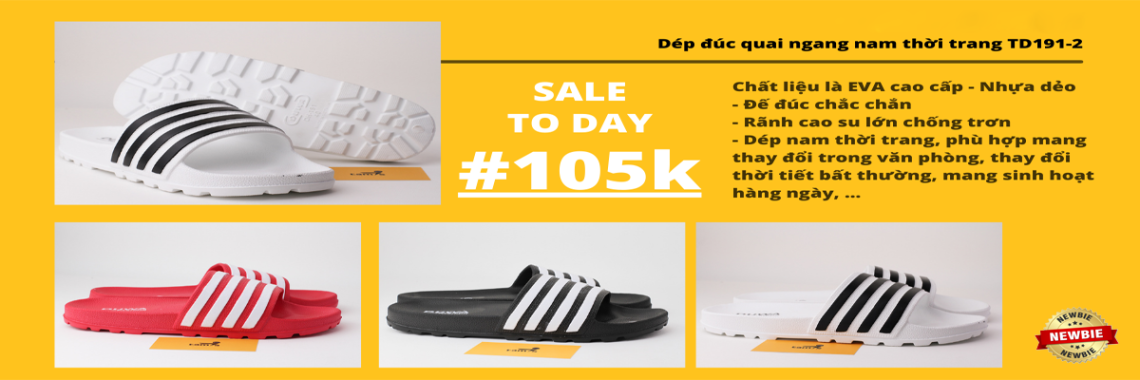 Dép đúc quai ngang nam thời trang TD191-2
SALE
TO DAY
#105k
Chất liệu là EVA cao cấp - Nhựa dẻo
- Đế đúc chắc chắn
- Rãnh cao su lớn chống trơn
- Dép nam thời trang, phù hợp mang
thay đổi trong văn phòng, thay đổi
thời tiết bất thường, mang sinh hoạt
hàng ngày, ...
NEWBIE
NEWBIE
NEWBIE